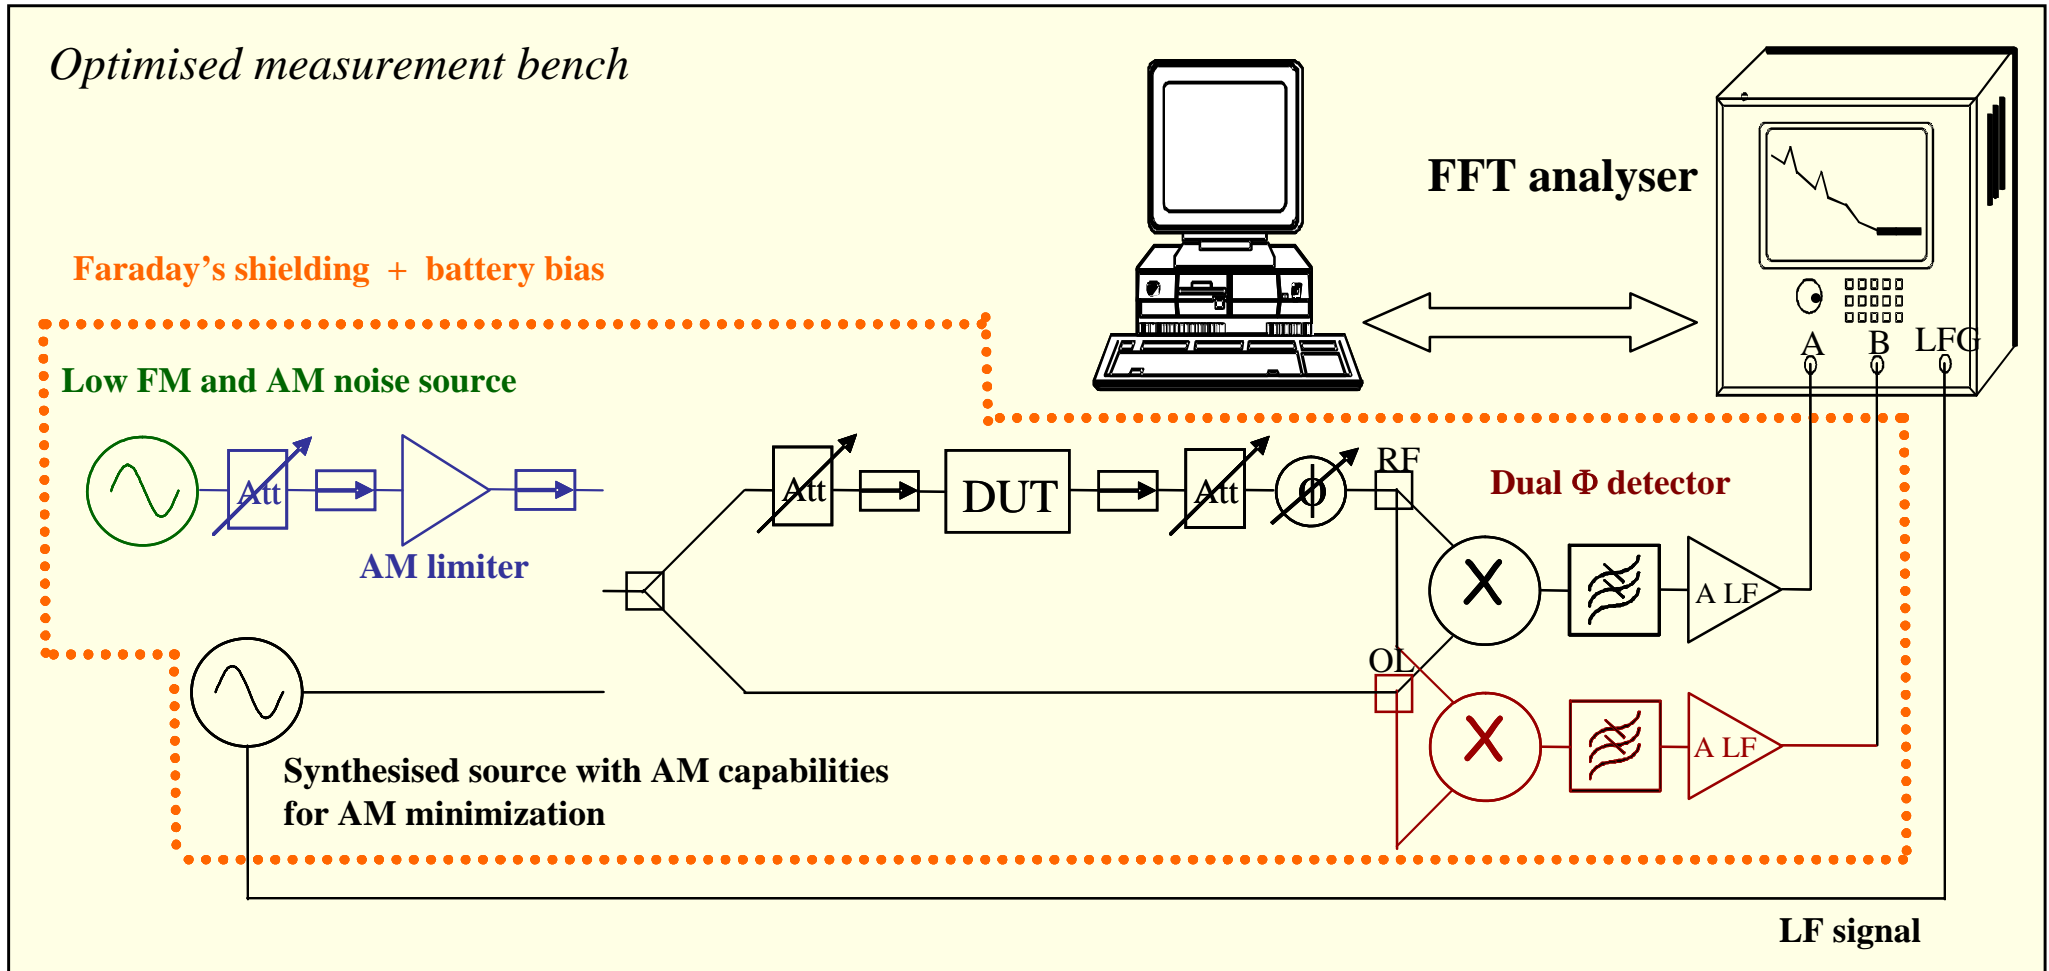 Optimised measurement bench
FFT analyser
Faraday's shielding + battery bias
A B LFG
Low FM and AM noise source
Att
AM limiter
Att
DUT
Att
ϕ
RF
Dual Φ detector
X
A LF
OL
X
A LF
Synthesised source with AM capabilities
for AM minimization
LF signal